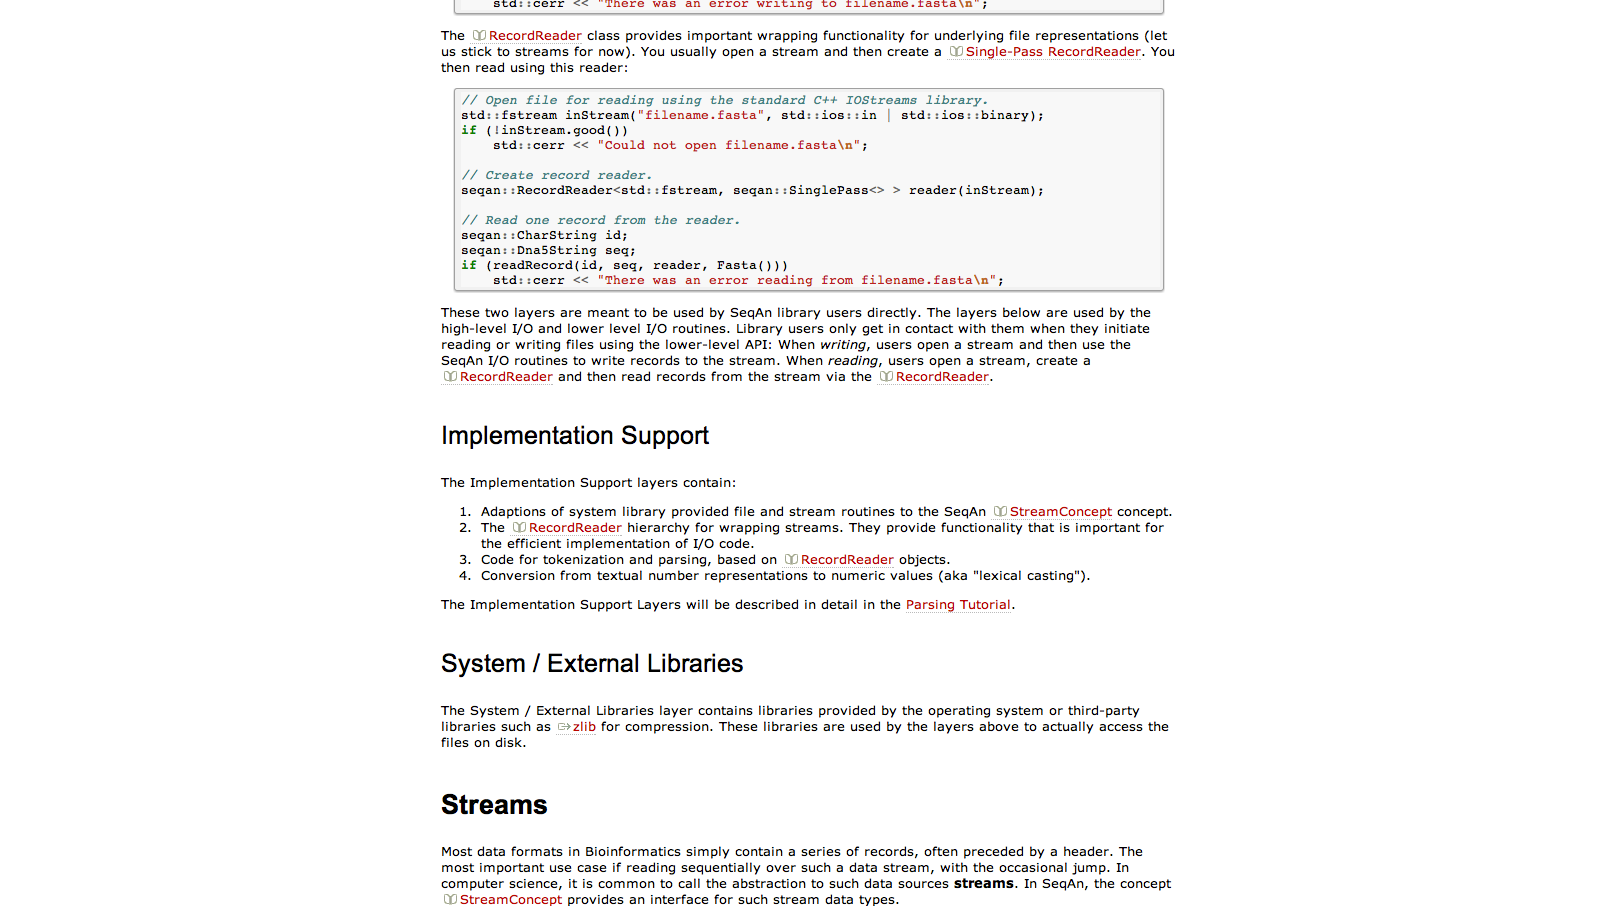 std::cerr << "There was an error writing to filename.fasta\n";
The RecordReader class provides important wrapping functionality for underlying file representations (let
us stick to streams for now). You usually open a stream and then create a Single-Pass RecordReader. You
then read using this reader:
// Open file for reading using the standard C++ IOStreams library.
std::fstream inStream("filename.fasta", std::ios::in | std::ios::binary);
if (!inStream.good())
    std::cerr << "Could not open filename.fasta\n";
// Create record reader.
seqan::RecordReader<std::fstream, seqan::SinglePass<> > reader(inStream);
// Read one record from the reader.
seqan::CharString id;
seqan::Dna5String seq;
if (readRecord(id, seq, reader, Fasta()))
    std::cerr << "There was an error reading from filename.fasta\n";
These two layers are meant to be used by SeqAn library users directly. The layers below are used by the
high-level I/O and lower level I/O routines. Library users only get in contact with them when they initiate
reading or writing files using the lower-level API: When writing, users open a stream and then use the
SeqAn I/O routines to write records to the stream. When reading, users open a stream, create a
RecordReader and then read records from the stream via the RecordReader.
Implementation Support
The Implementation Support layers contain:
1. Adaptions of system library provided file and stream routines to the SeqAn StreamConcept concept.
2. The RecordReader hierarchy for wrapping streams. They provide functionality that is important for
the efficient implementation of I/O code.
3. Code for tokenization and parsing, based on RecordReader objects.
4. Conversion from textual number representations to numeric values (aka "lexical casting").
The Implementation Support Layers will be described in detail in the Parsing Tutorial.
System / External Libraries
The System / External Libraries layer contains libraries provided by the operating system or third-party
libraries such as zlib for compression. These libraries are used by the layers above to actually access the
files on disk.
Streams
Most data formats in Bioinformatics simply contain a series of records, often preceded by a header. The
most important use case if reading sequentially over such a data stream, with the occasional jump. In
computer science, it is common to call the abstraction to such data sources streams. In SeqAn, the concept
StreamConcept provides an interface for such stream data types.